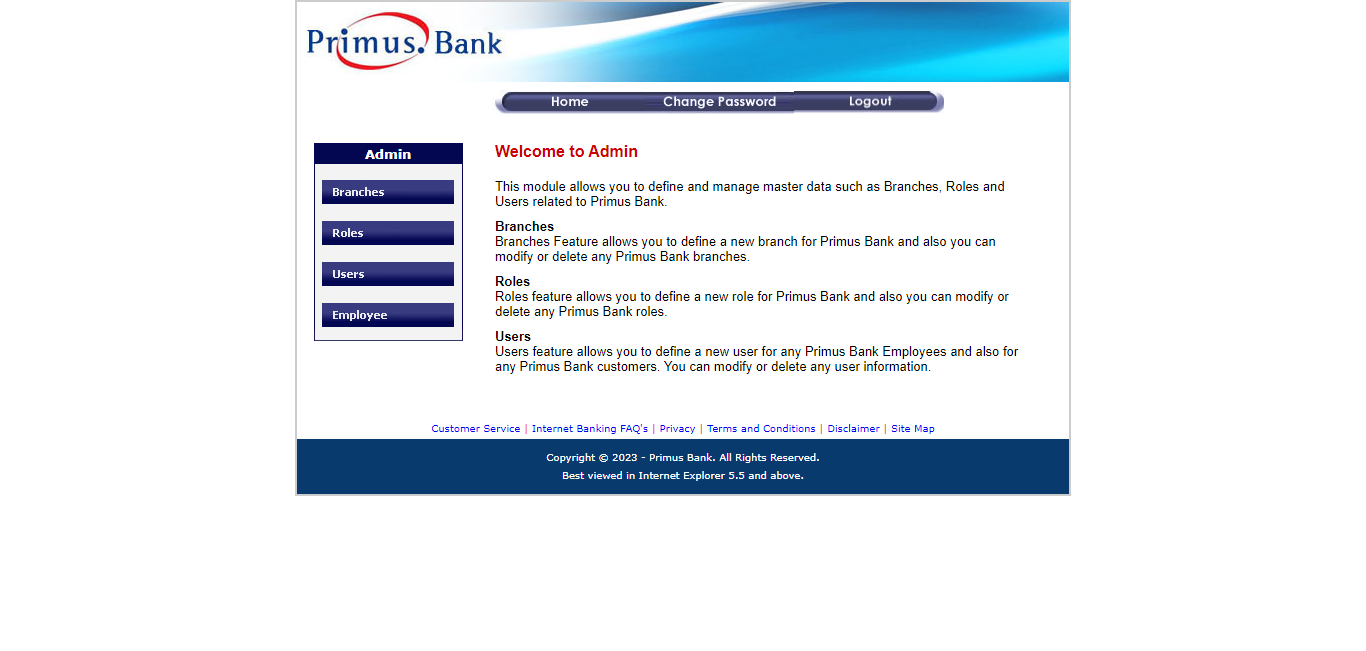 Primus. Bank
Home Change Password Logout
Admin
Branches
Roles
Users
Employee
Welcome to Admin
This module allows you to define and manage master data such as Branches, Roles and
Users related to Primus Bank.
Branches
Branches Feature allows you to define a new branch for Primus Bank and also you can
modify or delete any Primus Bank branches.
Roles
Roles feature allows you to define a new role for Primus Bank and also you can modify or
delete any Primus Bank roles.
Users
Users feature allows you to define a new user for any Primus Bank Employees and also for
any Primus Bank customers. You can modify or delete any user information.
Customer Service | Internet Banking FAQ's | Privacy | Terms and Conditions | Disclaimer | Site Map
Copyright © 2023 - Primus Bank. All Rights Reserved.
Best viewed in Internet Explorer 5.5 and above.